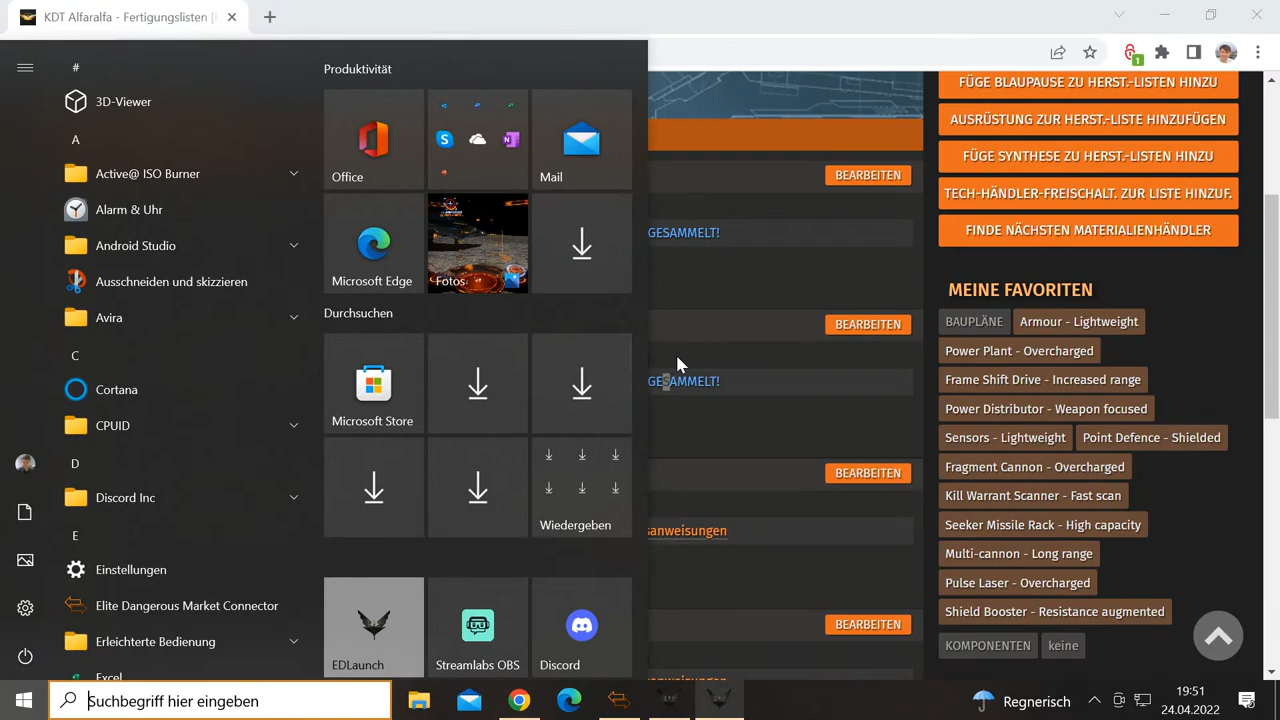 KDT Alfaralfa - Fertigungslisten [
1
#
3D-Viewer
A
Active@ ISO Burner
Alarm & Uhr
Android Studio
Ausschneiden und skizzieren
Avira
C
Cortana
CPUID
D
Discord Inc
E
Einstellungen
Elite Dangerous Market Connector
Erleichterte Bedienung
Excel
Produktivität
Office
Mail
Microsoft Edge
Fotos
Durchsuchen
Microsoft Store
Wiedergeben
EDLaunch
Streamlabs OBS
Discord
BEARBEITEN
GESAMMELT!
BEARBEITEN
GESAMMELT!
BEARBEITEN
sanweisungen
BEARBEITEN
sanweisungen
FÜGE BLAUPAUSE ZU HERST.-LISTEN HINZU
AUSRÜSTUNG ZUR HERST.-LISTE HINZUFÜGEN
FÜGE SYNTHESE ZU HERST.-LISTEN HINZU
TECH-HÄNDLER-FREISCHALT. ZUR LISTE HINZUF.
FINDE NÄCHSTEN MATERIALIENHÄNDLER
MEINE FAVORITEN
BAUPLÄNE Armour - Lightweight
Power Plant - Overcharged
Frame Shift Drive - Increased range
Power Distributor - Weapon focused
Sensors - Lightweight Point Defence - Shielded
Fragment Cannon - Overcharged
Kill Warrant Scanner - Fast scan
Seeker Missile Rack - High capacity
Multi-cannon - Long range
Pulse Laser - Overcharged
Shield Booster - Resistance augmented
KOMPONENTEN keine
Suchbegriff hier eingeben
Regnerisch
19:51
24.04.2022